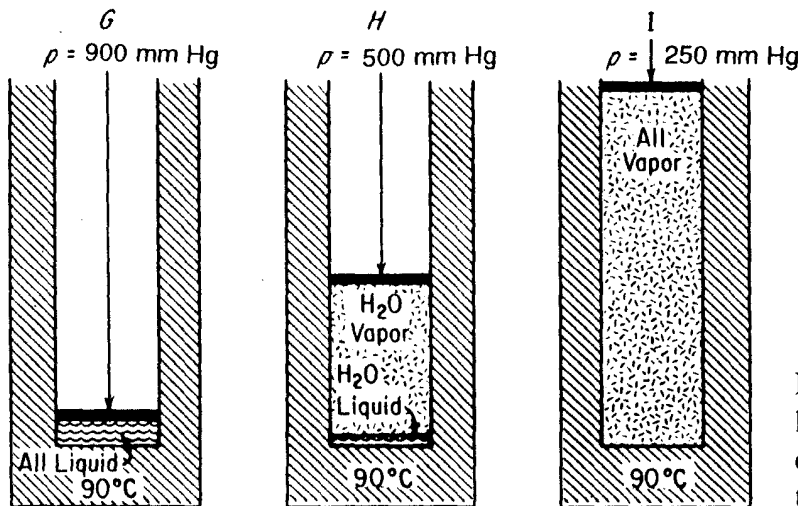 G
p = 900 mm Hg
All Liquid
90°C
H
p = 500 mm Hg
H₂O
Vapor
H₂O
Liquid
90°C
I
p = 250 mm Hg
All
Vapor
90°C